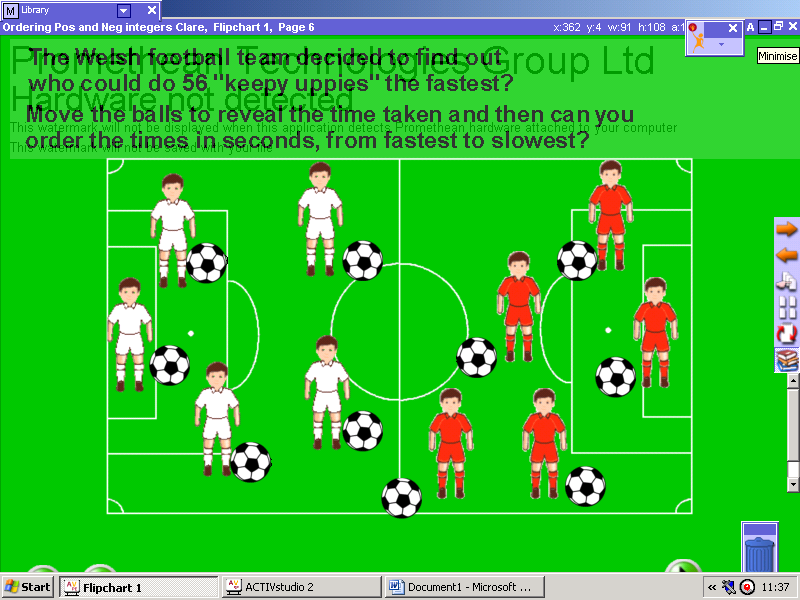 M Library
Ordering Pos and Neg integers Clare, Flipchart 1, Page 6
x:362 y:4 w:91 h:108 a:1
A
Minimise
The Welsh football team decided to find out
who could do 56 "keepy uppies" the fastest?
Move the balls to reveal the time taken and then can you
order the times in seconds, from fastest to slowest?
Promethean Technologies Group Ltd
Hardware not detected
This watermark will not be displayed when this application detects Promethean hardware attached to your computer
This watermark will not be saved with your file
Start
Flipchart 1
ACTIVstudio 2
Document1 - Microsoft ...
11:37